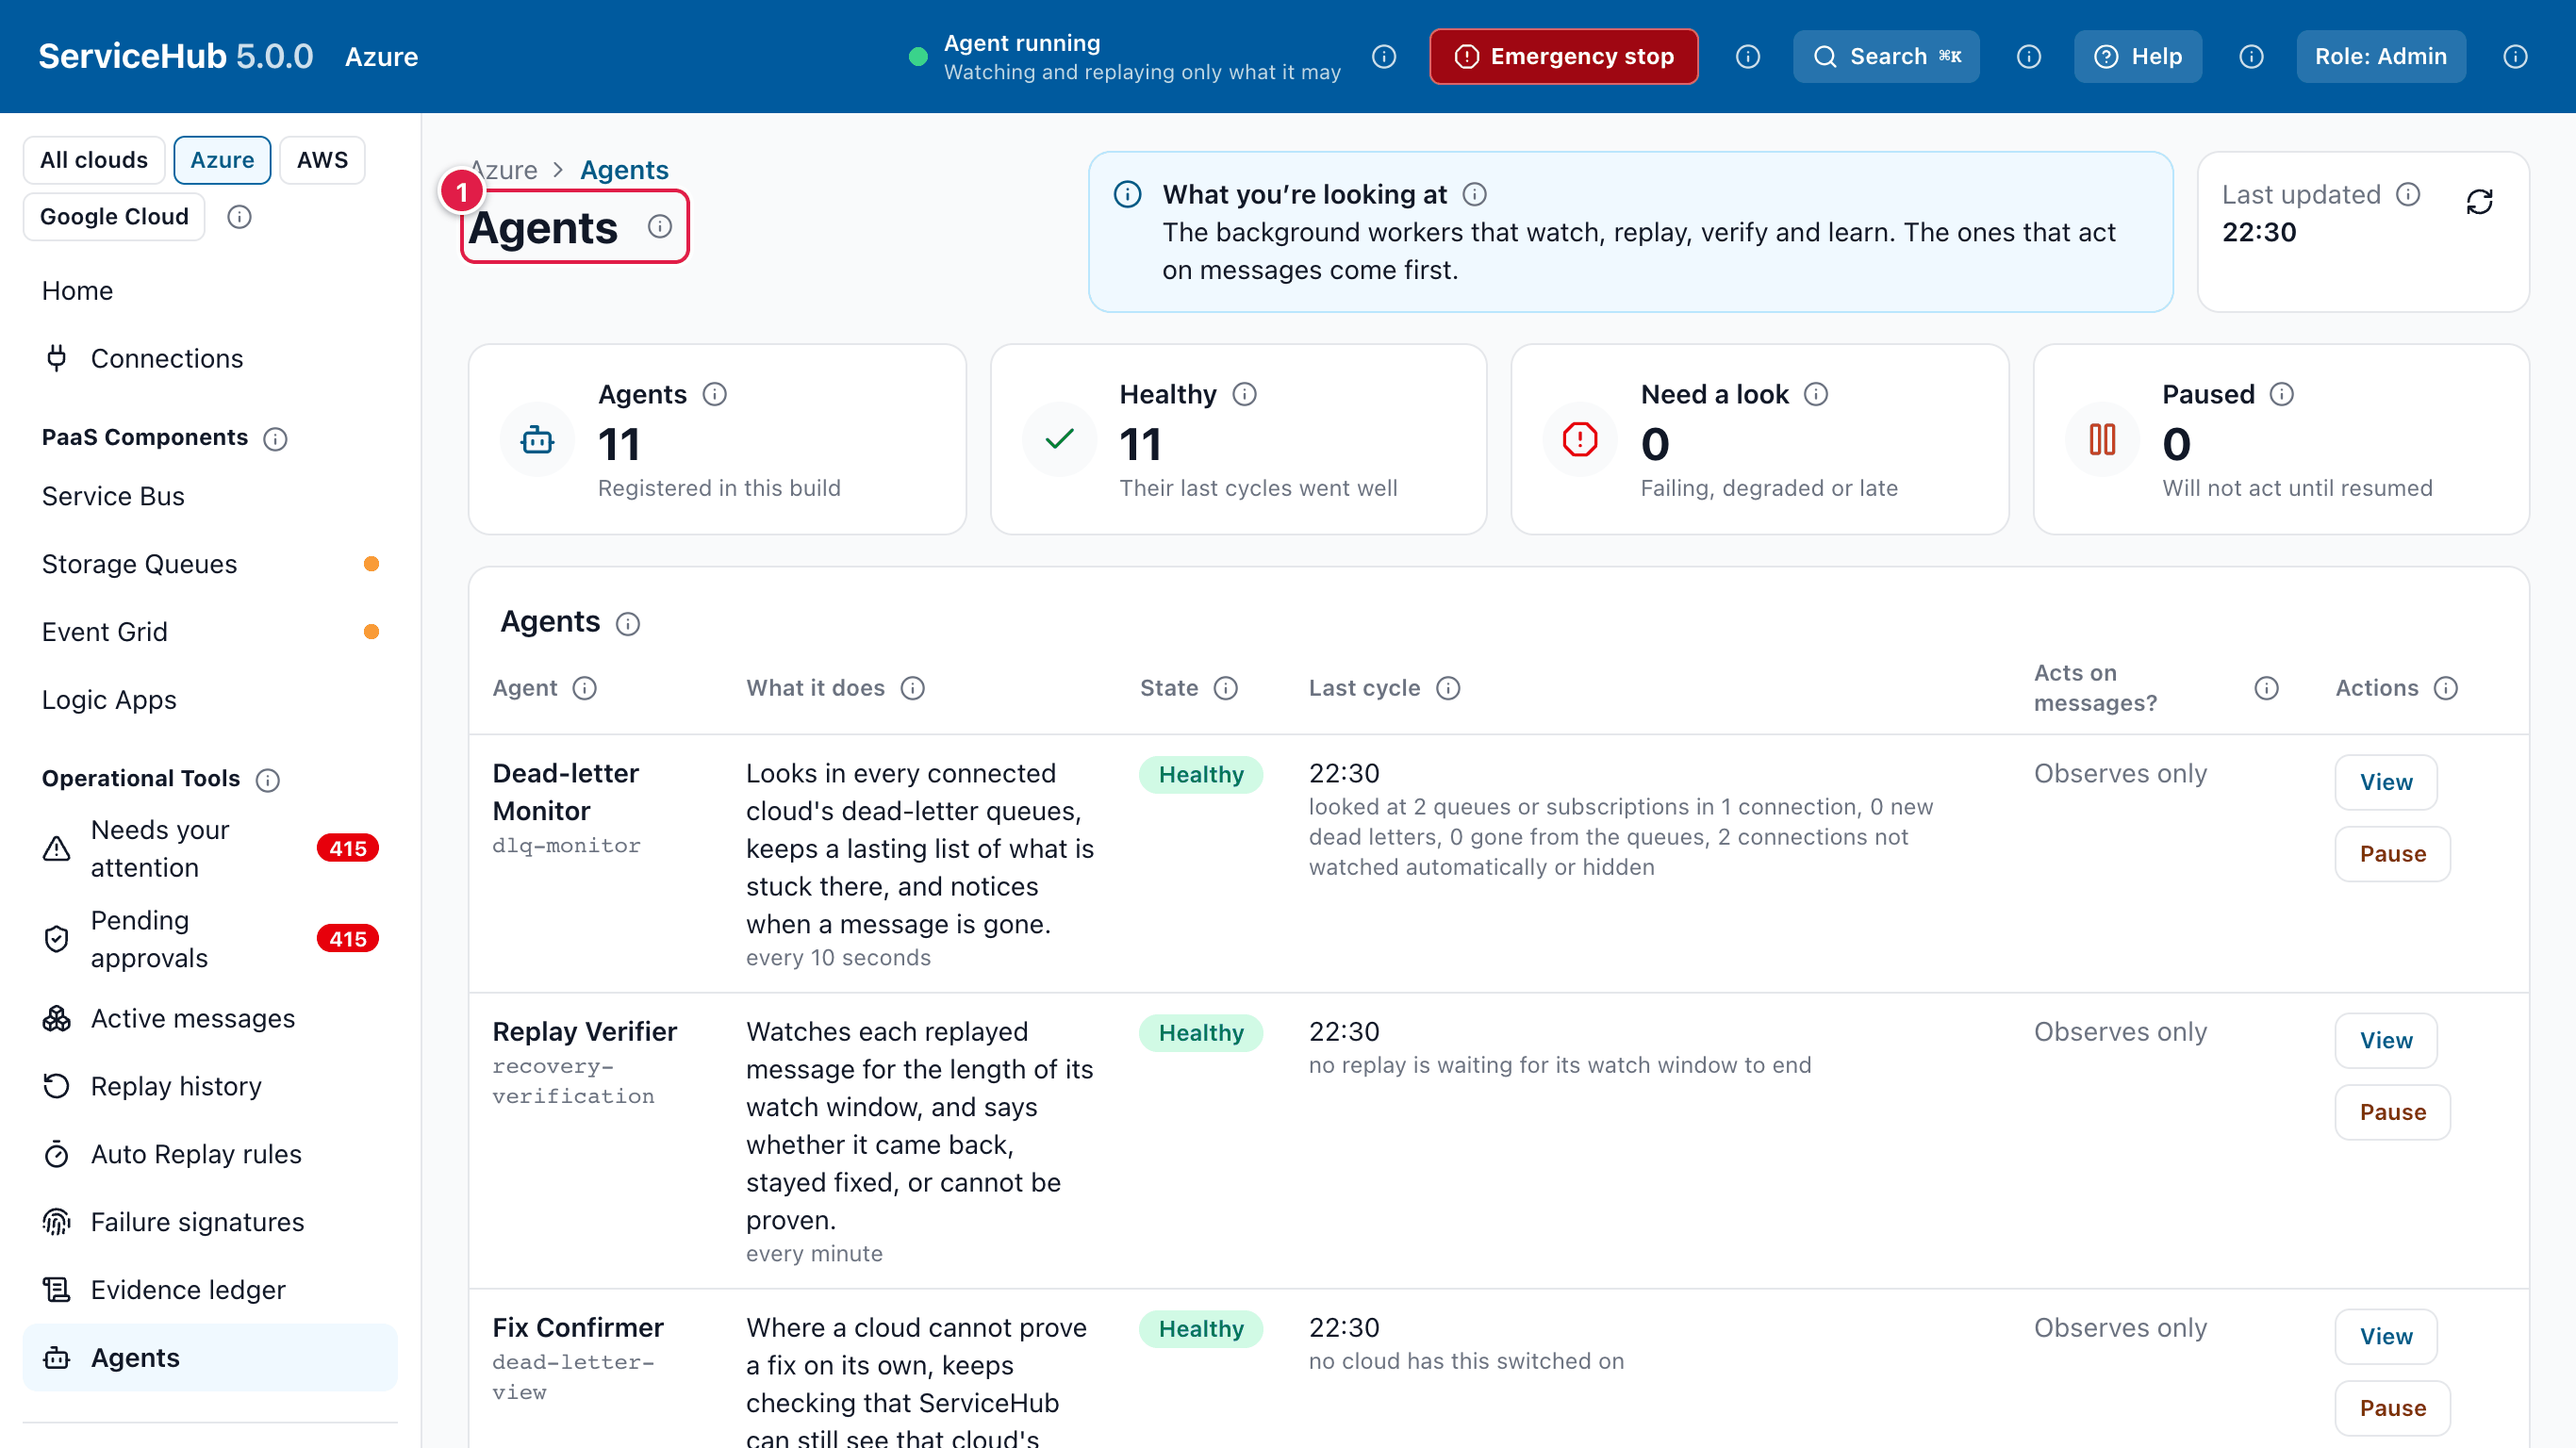 ServiceHub 5.0.0 Azure
Agent running
Watching and replaying only what it may
Emergency stop
Search ⌘K
Help
Role: Admin
All clouds
Azure
AWS
Google Cloud
Home
Connections
PaaS Components
Service Bus
Storage Queues
Event Grid
Logic Apps
Operational Tools
Needs your
attention
415
Pending
approvals
415
Active messages
Replay history
Auto Replay rules
Failure signatures
Evidence ledger
Agents
Azure > Agents
1
Agents
What you’re looking at
The background workers that watch, replay, verify and learn. The ones that act
on messages come first.
Last updated
22:30
Agents
11
Registered in this build
Healthy
11
Their last cycles went well
Need a look
0
Failing, degraded or late
Paused
0
Will not act until resumed
Agents
Agent
What it does
State
Last cycle
Acts on
messages?
Actions
Dead-letter
Monitor
dlq-monitor
Looks in every connected
cloud's dead-letter queues,
keeps a lasting list of what is
stuck there, and notices
when a message is gone.
every 10 seconds
Healthy
22:30
looked at 2 queues or subscriptions in 1 connection, 0 new
dead letters, 0 gone from the queues, 2 connections not
watched automatically or hidden
Observes only
View
Pause
Replay Verifier
recovery-
verification
Watches each replayed
message for the length of its
watch window, and says
whether it came back,
stayed fixed, or cannot be
proven.
every minute
Healthy
22:30
no replay is waiting for its watch window to end
Observes only
View
Pause
Fix Confirmer
dead-letter-
view
Where a cloud cannot prove
a fix on its own, keeps
checking that ServiceHub
can still see that cloud's
Healthy
22:30
no cloud has this switched on
Observes only
View
Pause